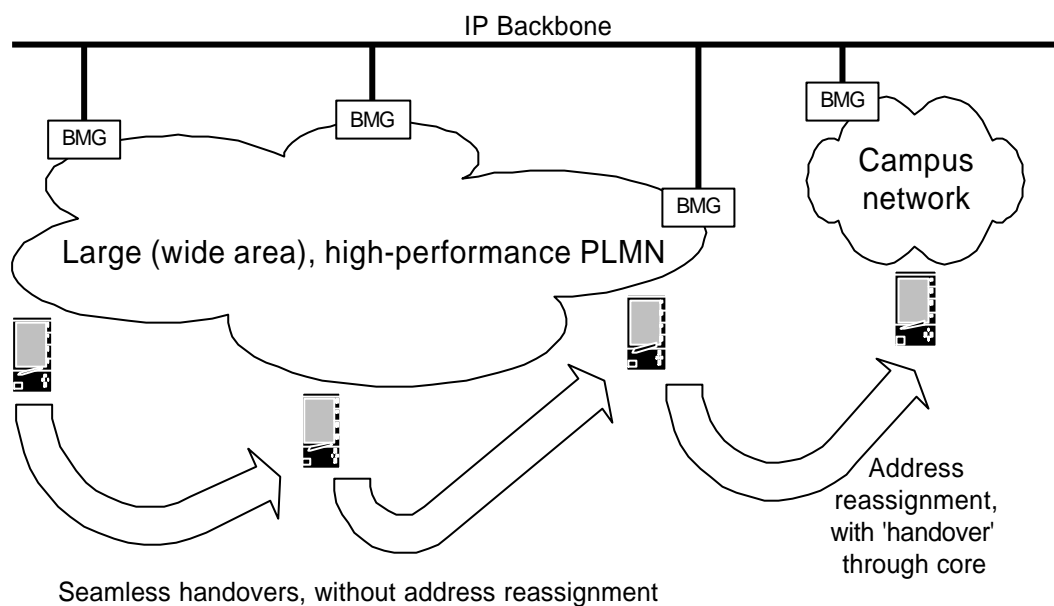 IP Backbone
BMG
BMG
BMG
BMG
Campus
network
Large (wide area), high-performance PLMN
Address
reassignment,
with 'handover'
through core
Seamless handovers, without address reassignment